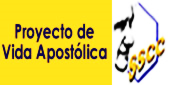 Proyecto de
Vida Apostólica
SSCC